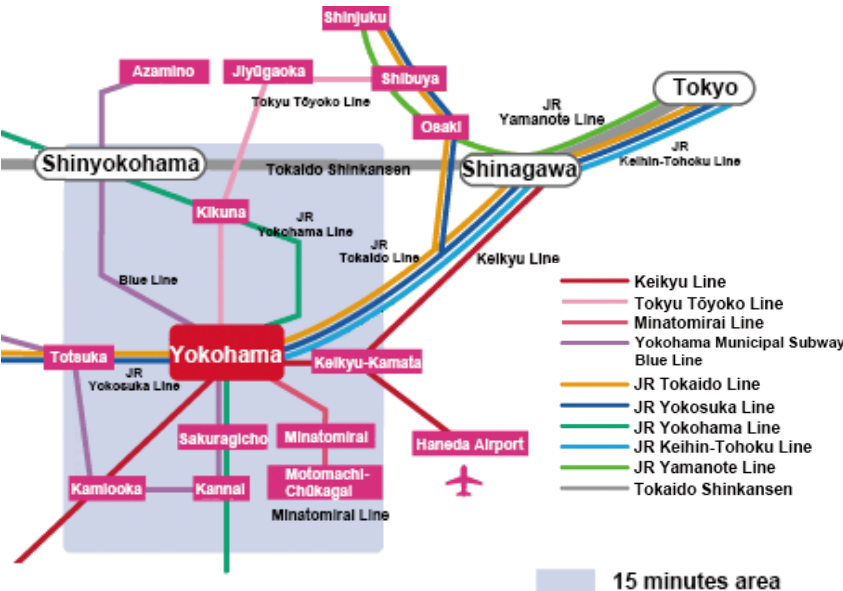 Shinjuku
Azamino
Jiyūgaoka
Shibuya
Tokyo
Tokyu Tōyoko Line
JR
Yamanote Line
Osaki
JR
Keihin-Tohoku Line
Shinyokohama
Tokaido Shinkansen
Shinagawa
Kikuna
JR
Yokohama Line
JR
Tokaido Line
Keikyu Line
Blue Line
Keikyu Line
Tokyu Tōyoko Line
Minatomirai Line
Yokohama Municipal Subway
Blue Line
Totsuka
Yokohama
Keikyu-Kamata
JR
Yokosuka Line
JR Tokaido Line
JR Yokosuka Line
JR Yokohama Line
JR Keihin-Tohoku Line
JR Yamanote Line
Tokaido Shinkansen
Sakuragicho
Minatomirai
Haneda Airport
Kamiooka
Kannai
Motomachi-
Chūkagai
Minatomirai Line
15 minutes area